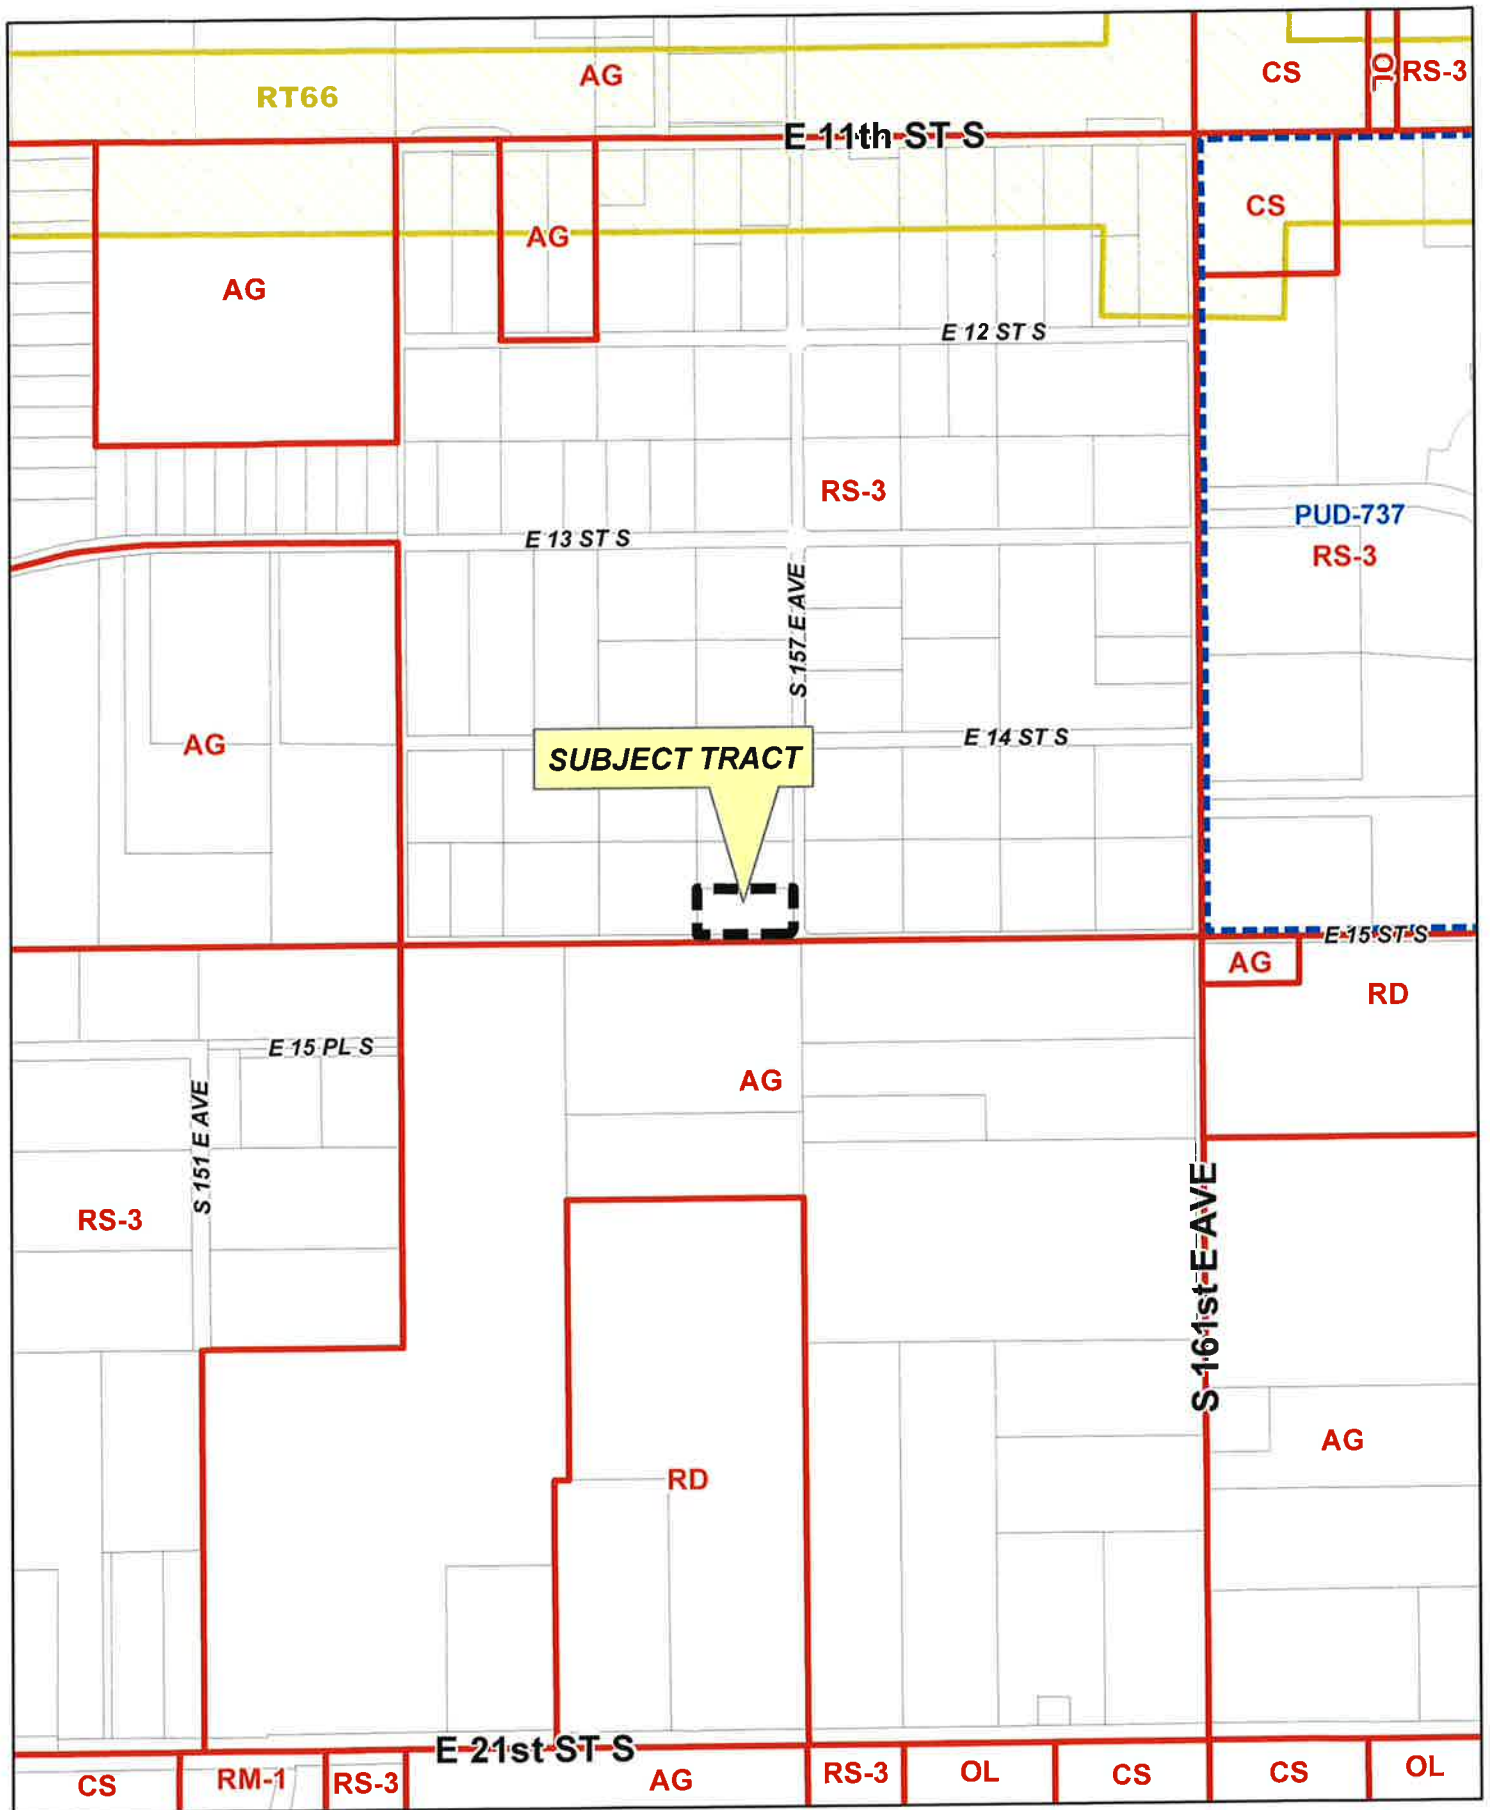 AG
CS
OL
RS-3
RT66
E 11th ST S
CS
AG
AG
E 12 ST S
RS-3
PUD-737
E 13 ST S
RS-3
S 157 E AVE
E 14 ST S
AG
SUBJECT TRACT
E 15 ST S
AG
RD
E 15 PL S
AG
S 151 E AVE
RS-3
S 161st E AVE
AG
RD
E 21st ST S
CS
RM-1
RS-3
AG
RS-3
OL
CS
CS
OL